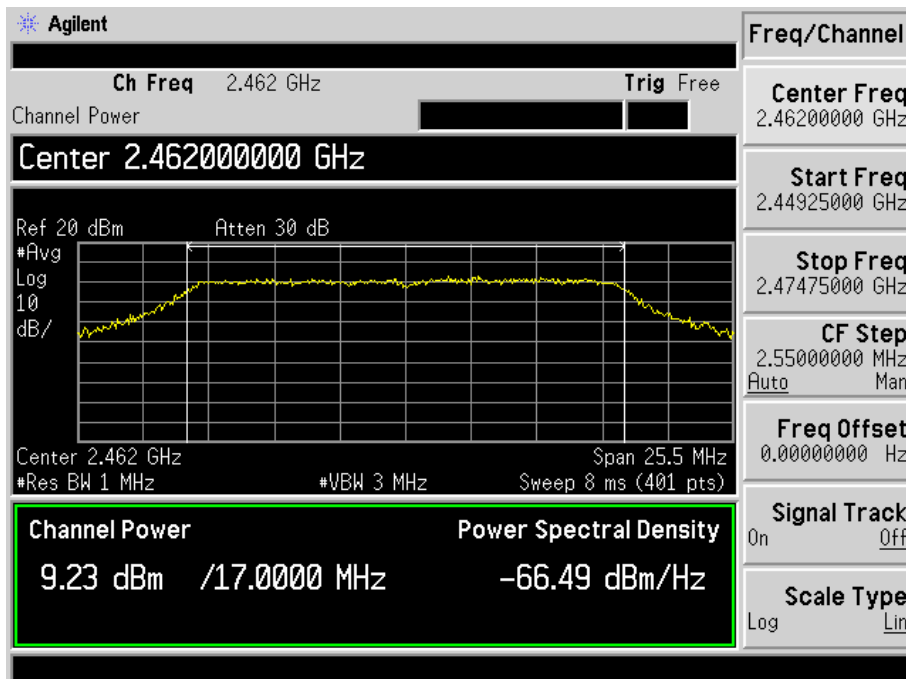 Agilent
Ch Freq 2.462 GHz Trig Free
Channel Power
Center 2.462000000 GHz
Ref 20 dBm Atten 30 dB
#Avg
Log
10
dB/
Center 2.462 GHz Span 25.5 MHz
#Res BW 1 MHz #VBW 3 MHz Sweep 8 ms (401 pts)
Channel Power Power Spectral Density
9.23 dBm /17.0000 MHz -66.49 dBm/Hz
Freq/Channel
Center Freq
2.46200000 GHz
Start Freq
2.44925000 GHz
Stop Freq
2.47475000 GHz
CF Step
2.55000000 MHz
Auto Man
Freq Offset
0.00000000 Hz
Signal Track
On Off
Scale Type
Log Lin